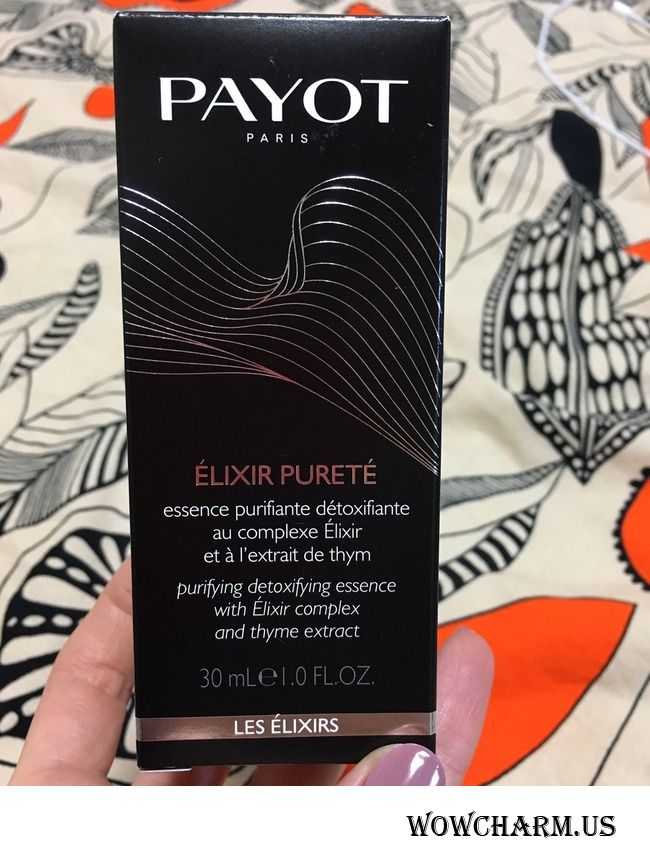 PAYOT
PARIS
ÉLIXIR PURETÉ
essence purifiante détoxifiante
au complexe Élixir
et à l'extrait de thym
purifying detoxifying essence
with Élixir complex
and thyme extract
30 mL℮1.0 FL.OZ.
LES ÉLIXIRS
WOWCHARM.US